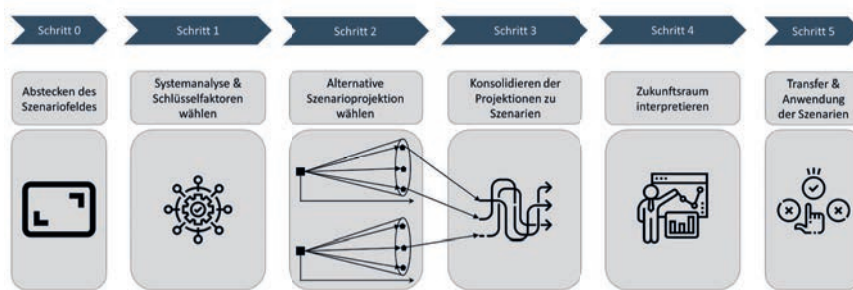 Schritt 0
Schritt 1
Schritt 2
Schritt 3
Schritt 4
Schritt 5
Abstecken des
Szenariofeldes
Systemanalyse &
Schlüsselfaktoren
wählen
Alternative
Szenarioprojektion
wählen
Konsolidieren der
Projektionen zu
Szenarien
Zukunftsraum
interpretieren
Transfer &
Anwendung
der Szenarien